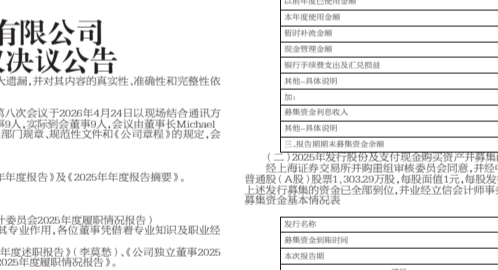 有限公司
议决议公告
大遗漏，并对其内容的真实性、准确性和完整性依
第八次会议于2026年4月24日以现场结合通讯方
事9人，实际到会董事9人，会议由董事长Michael
部门规章、规范性文件和《公司章程》的规定，会
年年度报告》及《2025年年度报告摘要》。
计委员会2025年度履职情况报告》
其专业作用，各位董事凭借着专业知识及职业经
年度述职报告》（李莫愁）、《公司独立董事2025
2025年度履职情况报告》。
以前年度已使用金额
本年度使用金额
暂时补流金额
现金管理金额
银行手续费支出及汇兑损益
其他-具体说明
加：
募集资金利息收入
其他-具体说明
三、报告期期末募集资金余额
（二）2025年发行股份及支付现金购买资产并募集
经上海证券交易所并购重组审核委员会同意，并经中
普通股（A股）股票1,303.29万股，每股面值1元，每股发
上述发行募集的资金已全部到位，并业经立信会计师事
募集资金基本情况表
发行名称
募集资金到账时间
本次报告期